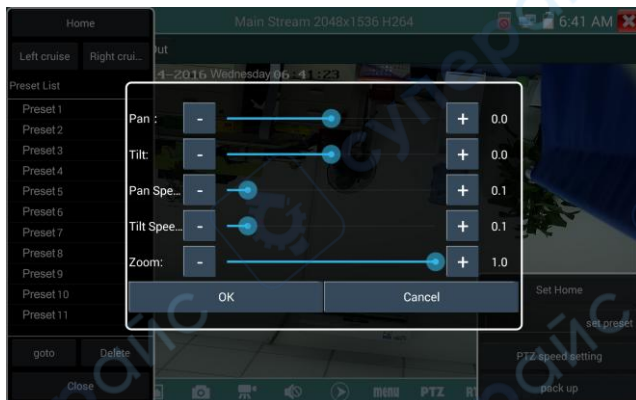 Home
Main Stream 2048x1536 H264
6:41 AM
Left cruise
Right crui...
Out
4-2016 Wednesday 06 41:23
Preset List
Preset 1
Preset 2
Preset 3
Preset 4
Preset 5
Preset 6
Preset 7
Preset 8
Preset 9
Preset 10
Preset 11
Pan :
-
+
0.0
Tilt:
-
+
0.0
Pan Spe...
-
+
0.1
Tilt Spee...
-
+
0.1
Zoom:
-
+
1.0
OK
Cancel
Set Home
set preset
PTZ speed setting
pack up
goto
Delete
Close
MENU
PTZ
RT